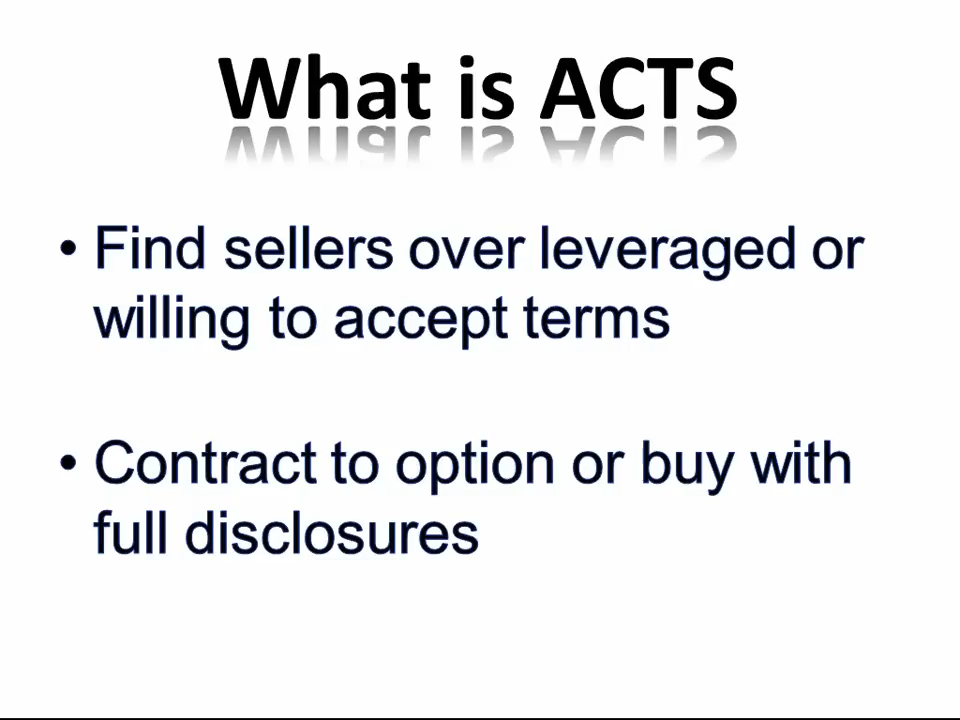 What is ACTS
• Find sellers over leveraged or
willing to accept terms
• Contract to option or buy with
full disclosures